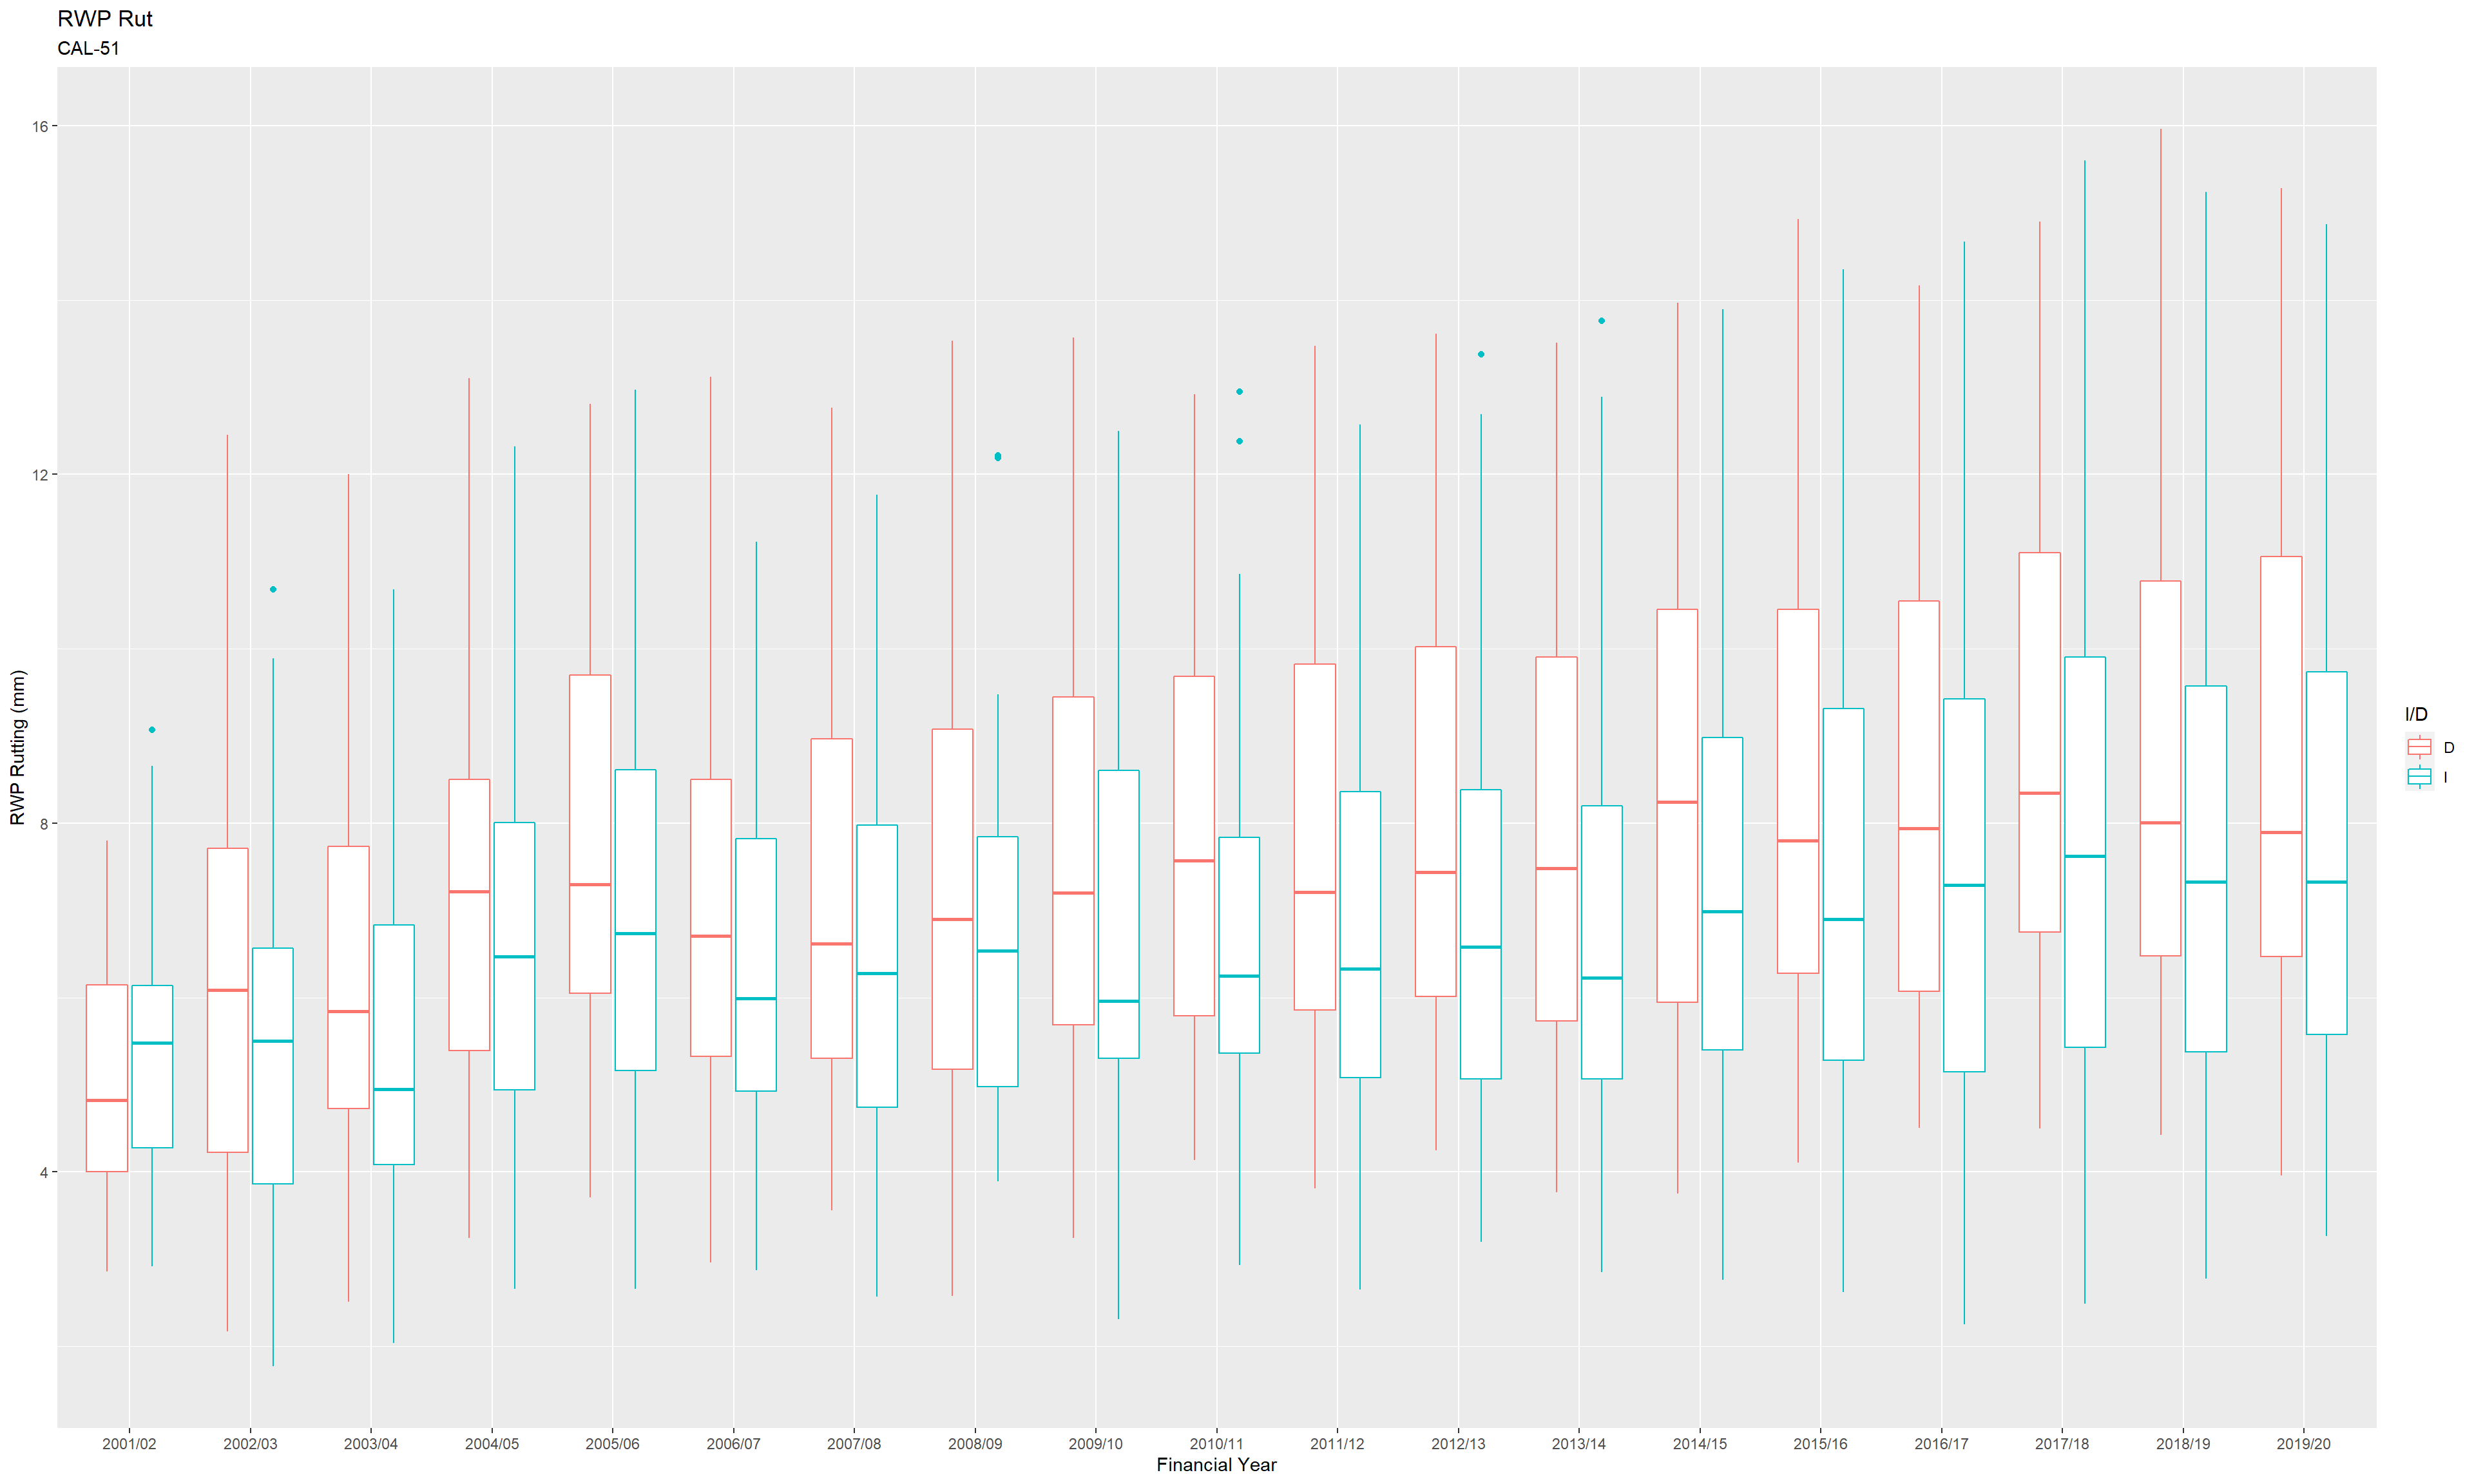 RWP Rut
CAL-51
RWP Rutting (mm)
16
12
8
4
2001/02 2002/03 2003/04 2004/05 2005/06 2006/07 2007/08 2008/09 2009/10 2010/11 2011/12 2012/13 2013/14 2014/15 2015/16 2016/17 2017/18 2018/19 2019/20
Financial Year
I/D
D
I